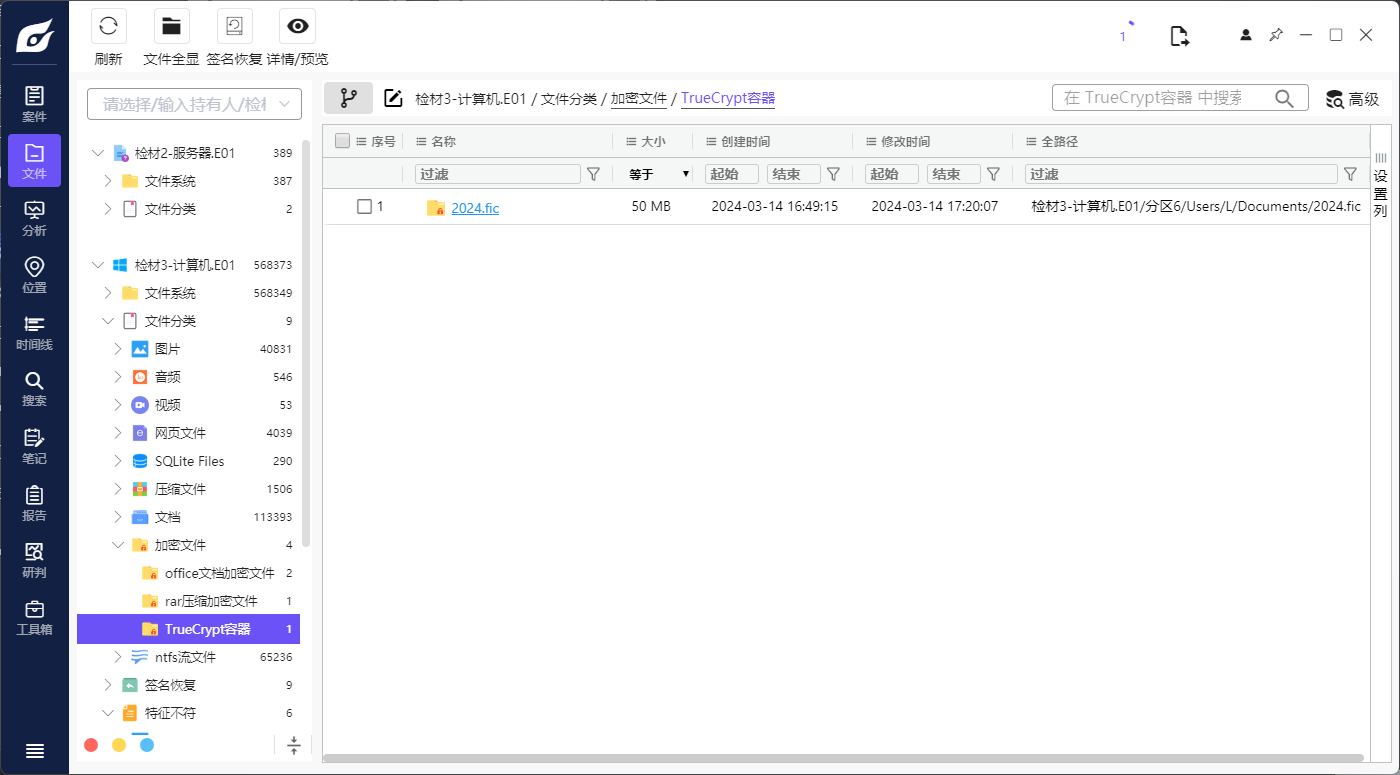 刷新
文件全显
签名恢复
详情/预览
1
案件
文件
分析
位置
时间线
搜索
笔记
报告
研判
工具箱
请选择/输入持有人/检材
检材2-服务器.E01 389
文件系统 387
文件分类 2
检材3-计算机.E01 568373
文件系统 568349
文件分类 9
图片 40831
音频 546
视频 53
网页文件 4039
SQLite Files 290
压缩文件 1506
文档 113393
加密文件 4
office文档加密文件 2
rar压缩加密文件 1
TrueCrypt容器 1
ntfs流文件 65236
签名恢复 9
特征不符 6
检材3-计算机.E01 / 文件分类 / 加密文件 / TrueCrypt容器
在 TrueCrypt容器 中搜索
高级
序号 名称 大小 创建时间 修改时间 全路径
过滤 等于 起始 结束 起始 结束 过滤
1 2024.fic 50 MB 2024-03-14 16:49:15 2024-03-14 17:20:07 检材3-计算机.E01/分区6/Users/L/Documents/2024.fic
设置列